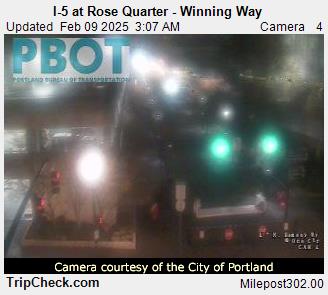 I-5 at Rose Quarter - Winning Way
Updated Feb 09 2025 3:07 AM Camera 4
PBOT
PORTLAND BUREAU OF TRANSPORTATION
Camera courtesy of the City of Portland
TripCheck.com Milepost302.00